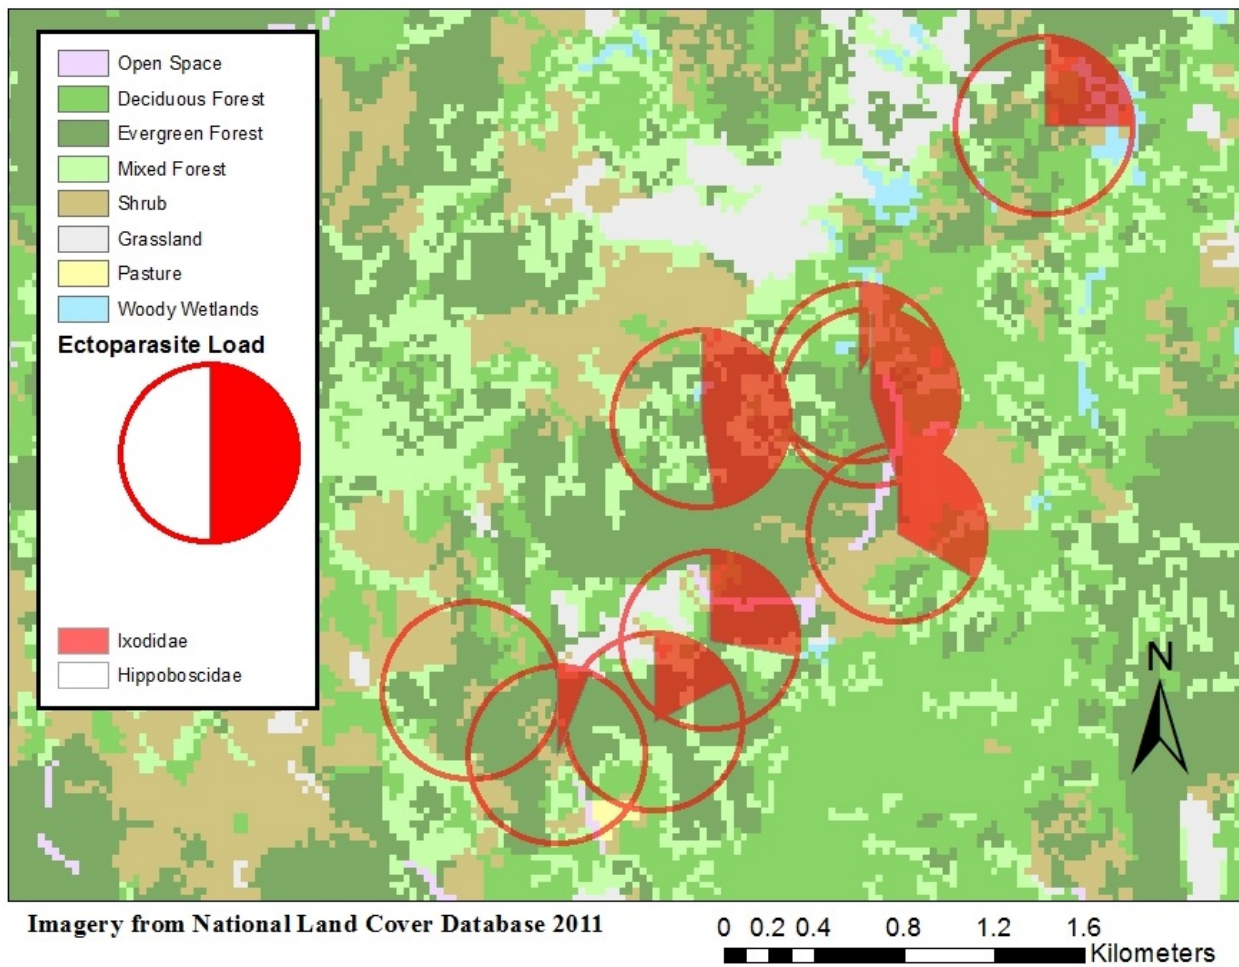 Open Space
Deciduous Forest
Evergreen Forest
Mixed Forest
Shrub
Grassland
Pasture
Woody Wetlands
Ectoparasite Load
Ixodidae
Hippoboscidae
N
Imagery from National Land Cover Database 2011
0 0.2 0.4 0.8 1.2 1.6
Kilometers